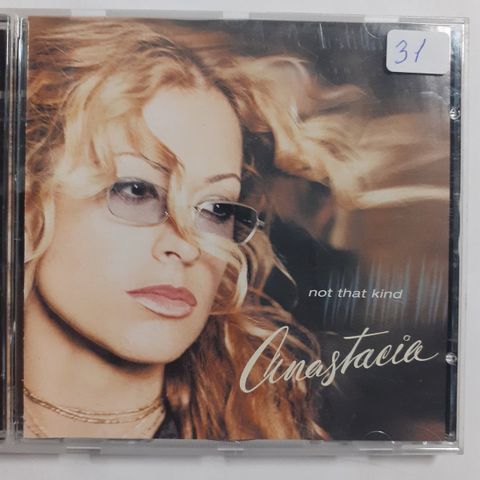 31
not that kind
Anastacia